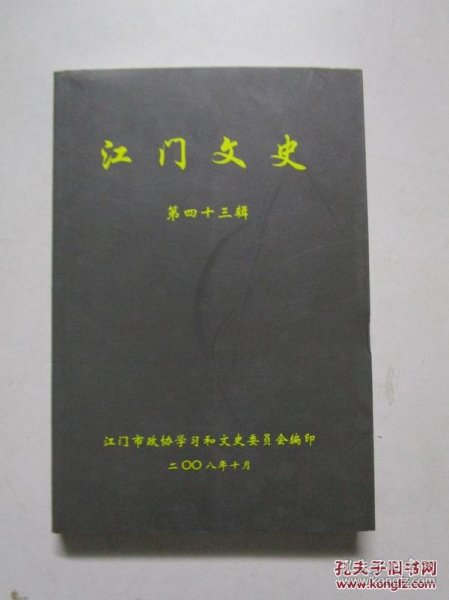 江门文史
第四十三辑
江门市政协学习和文史委员会编印
二〇〇八年十月
孔夫子旧书网
www.kongfz.com